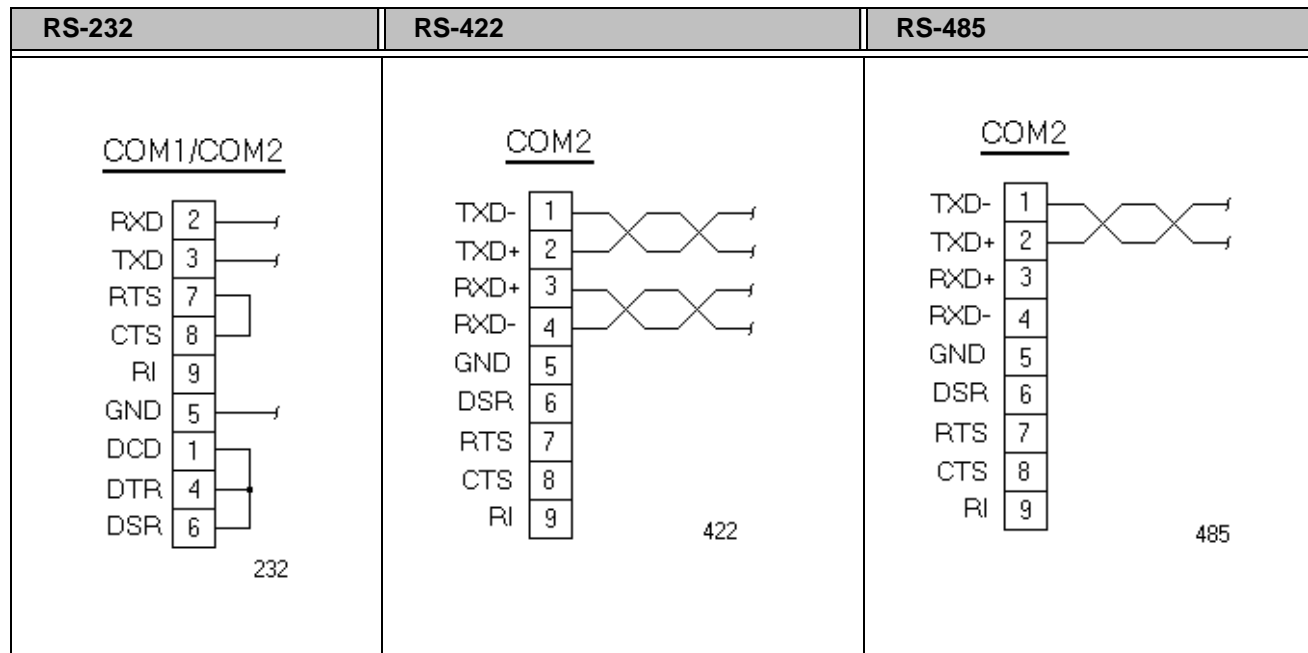 RS-232
RS-422
RS-485
COM1/COM2
RXD 2
TXD 3
RTS 7
CTS 8
RI 9
GND 5
DCD 1
DTR 4
DSR 6
232
COM2
TXD- 1
TXD+ 2
RXD+ 3
RXD- 4
GND 5
DSR 6
RTS 7
CTS 8
RI 9
422
COM2
TXD- 1
TXD+ 2
RXD+ 3
RXD- 4
GND 5
DSR 6
RTS 7
CTS 8
RI 9
485